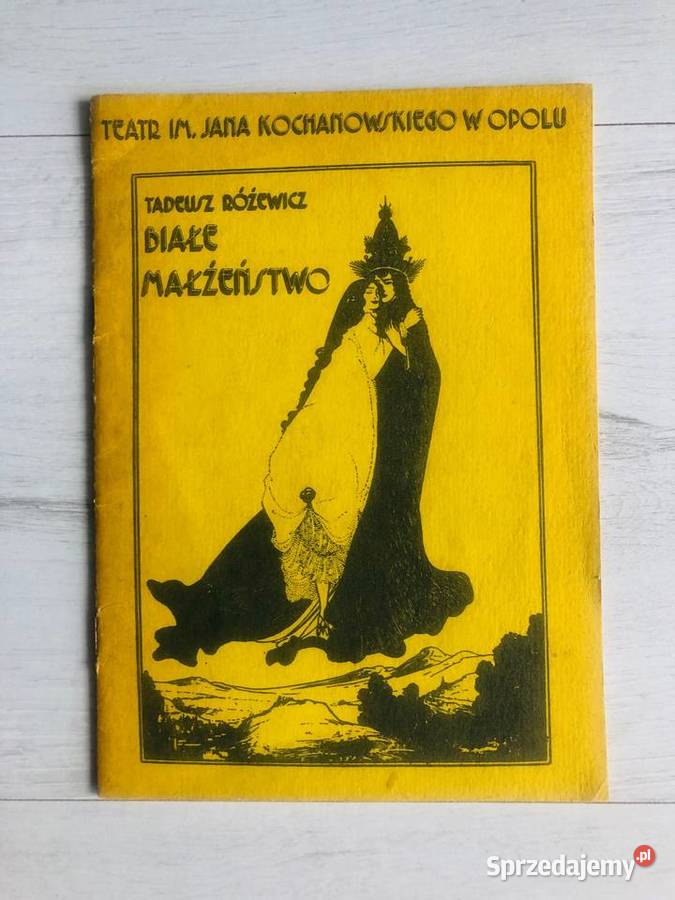 TEATR IM. JANA KOCHANOWSKIEGO W OPOLU
TADEUSZ RÓŻEWICZ
BIAŁE
MAŁŻEŃSTWO
Sprzedajemy.pl